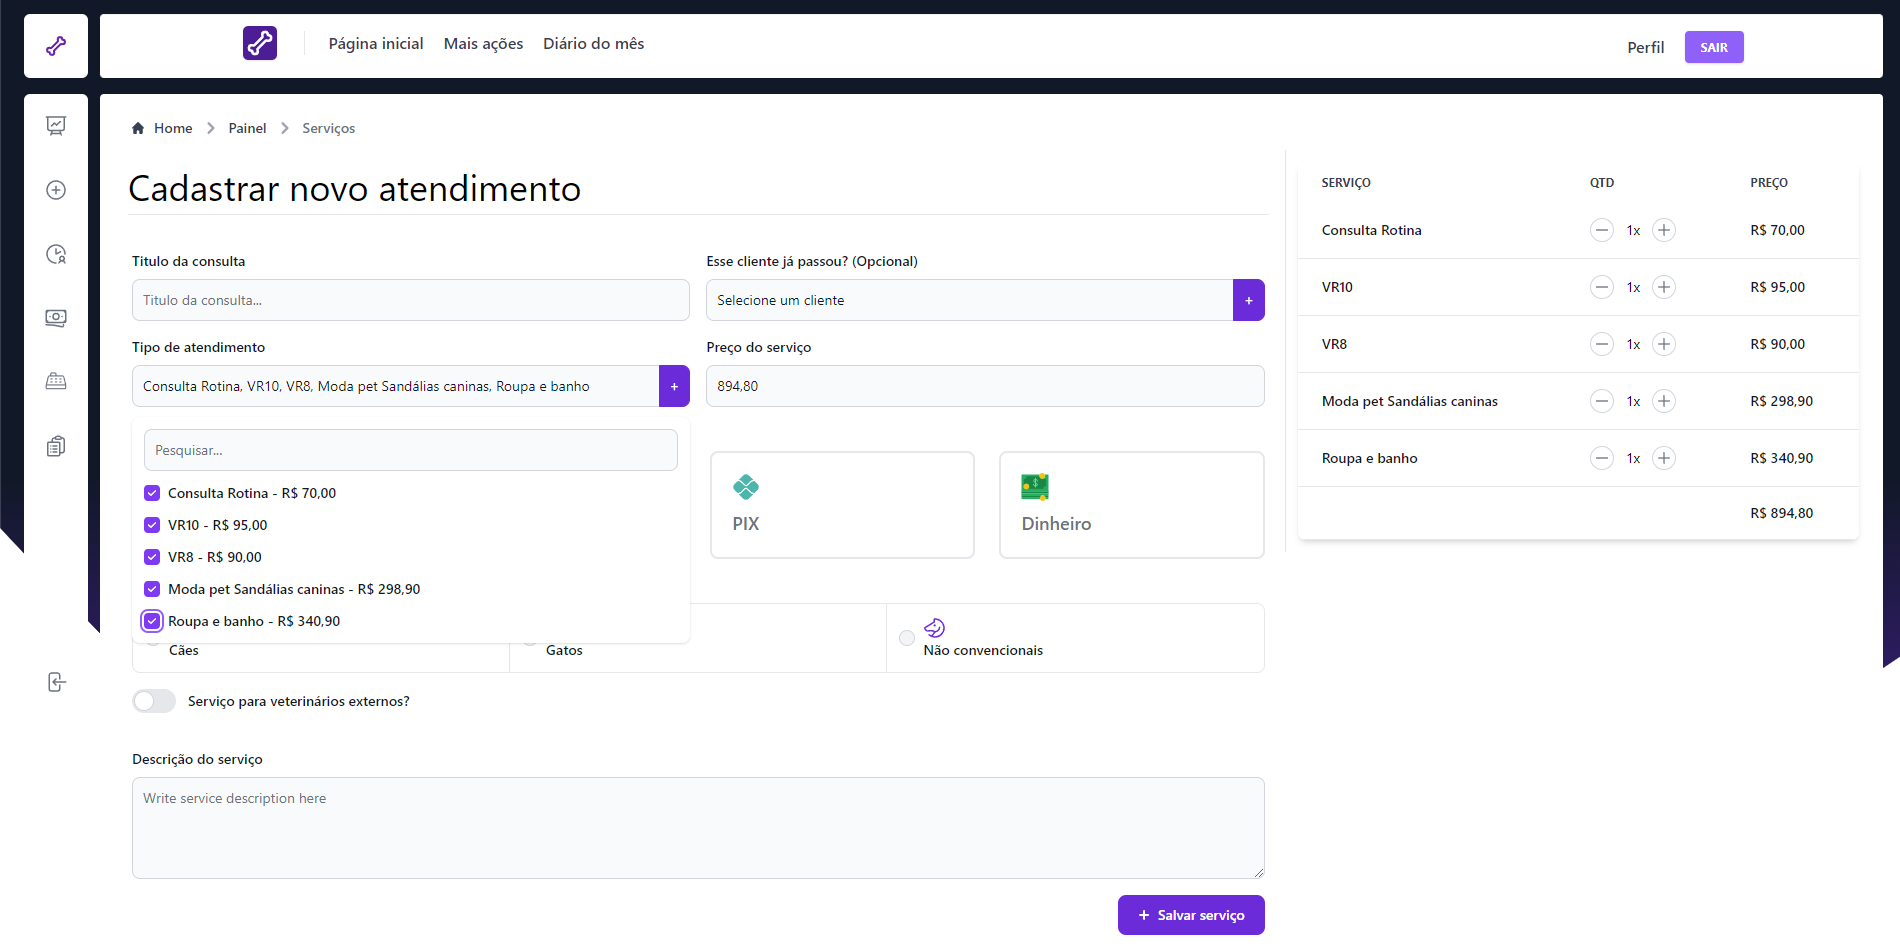 Página inicial Mais ações Diário do mês
Perfil SAIR
Home Painel Serviços
Cadastrar novo atendimento
Titulo da consulta
Titulo da consulta...
Esse cliente já passou? (Opcional)
Selecione um cliente +
Tipo de atendimento
Consulta Rotina, VR10, VR8, Moda pet Sandálias caninas, Roupa e banho +
Preço do serviço
894,80
Pesquisar...
Consulta Rotina - R$ 70,00
VR10 - R$ 95,00
VR8 - R$ 90,00
Moda pet Sandálias caninas - R$ 298,90
Roupa e banho - R$ 340,90
PIX
Dinheiro
Cães
Gatos
Não convencionais
Serviço para veterinários externos?
Descrição do serviço
Write service description here
+ Salvar serviço
SERVIÇO QTD PREÇO
Consulta Rotina 1x R$ 70,00
VR10 1x R$ 95,00
VR8 1x R$ 90,00
Moda pet Sandálias caninas 1x R$ 298,90
Roupa e banho 1x R$ 340,90
R$ 894,80